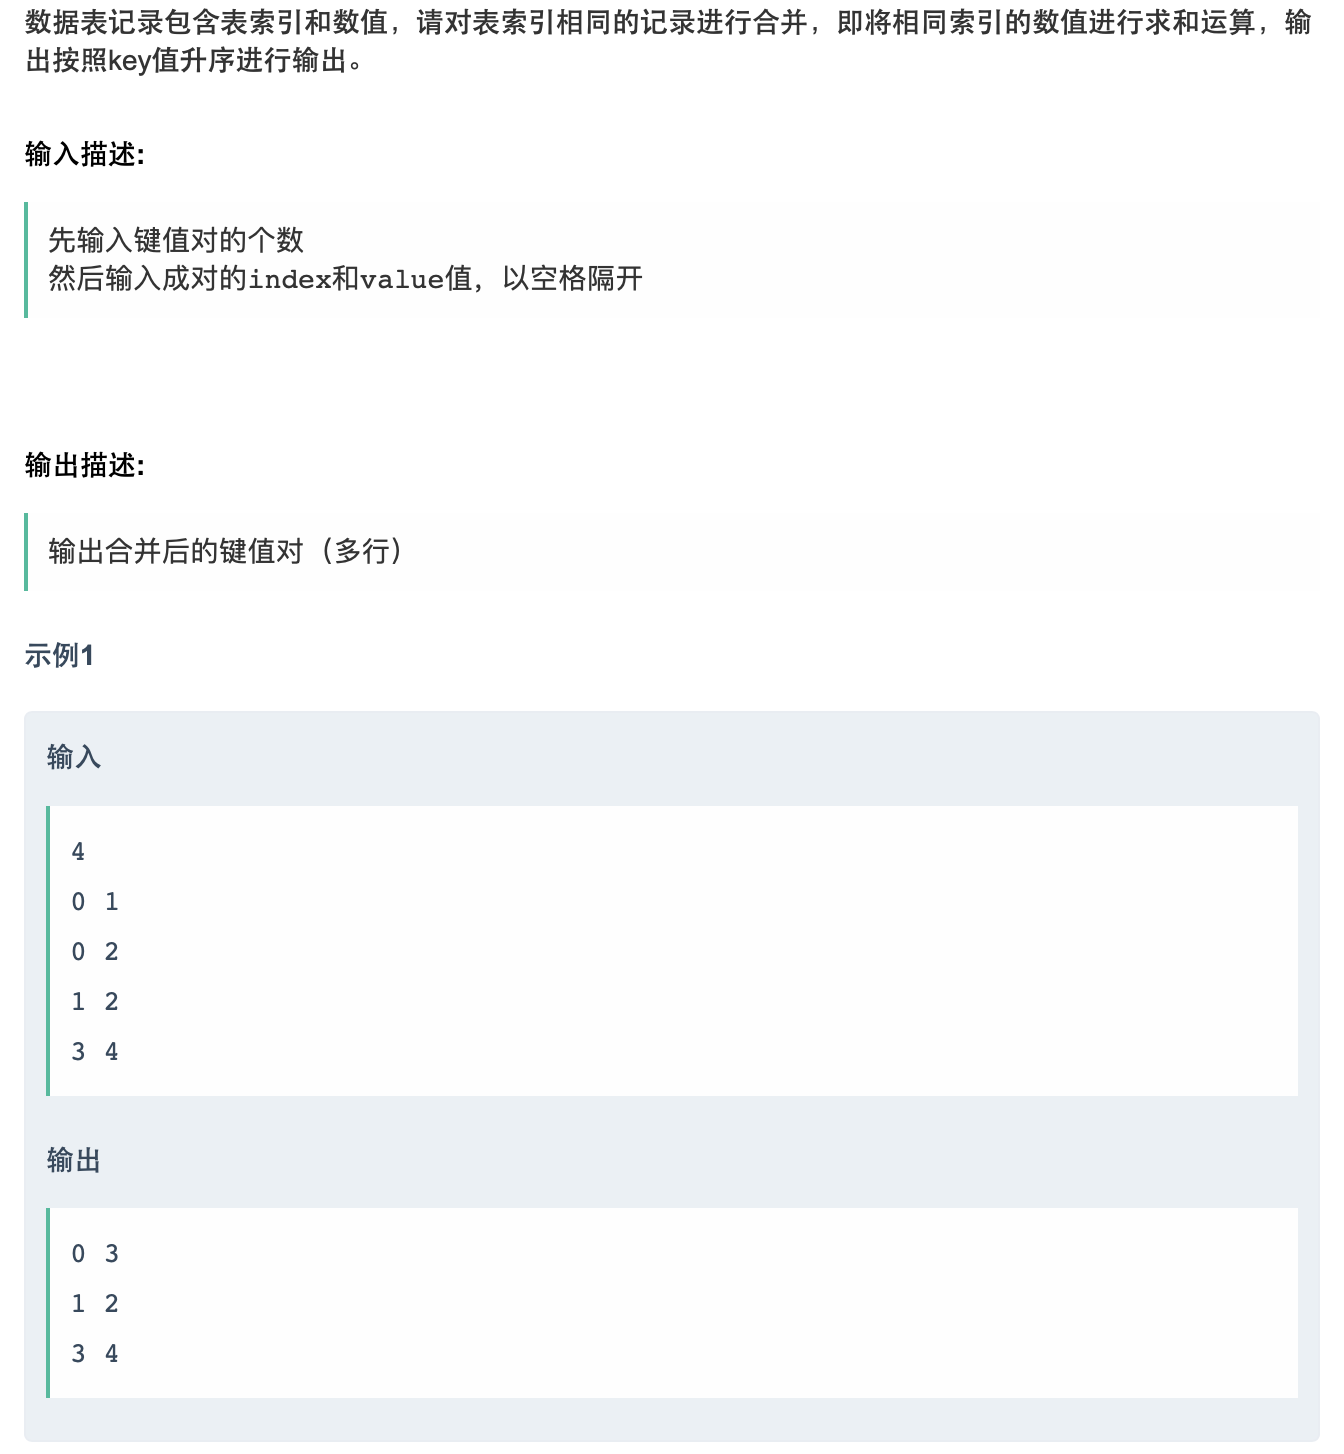 数据表记录包含表索引和数值，请对表索引相同的记录进行合并，即将相同索引的数值进行求和运算，输
出按照key值升序进行输出。
输入描述:
先输入键值对的个数
然后输入成对的index和value值，以空格隔开
输出描述:
输出合并后的键值对（多行）
示例1
输入
4
0 1
0 2
1 2
3 4
输出
0 3
1 2
3 4